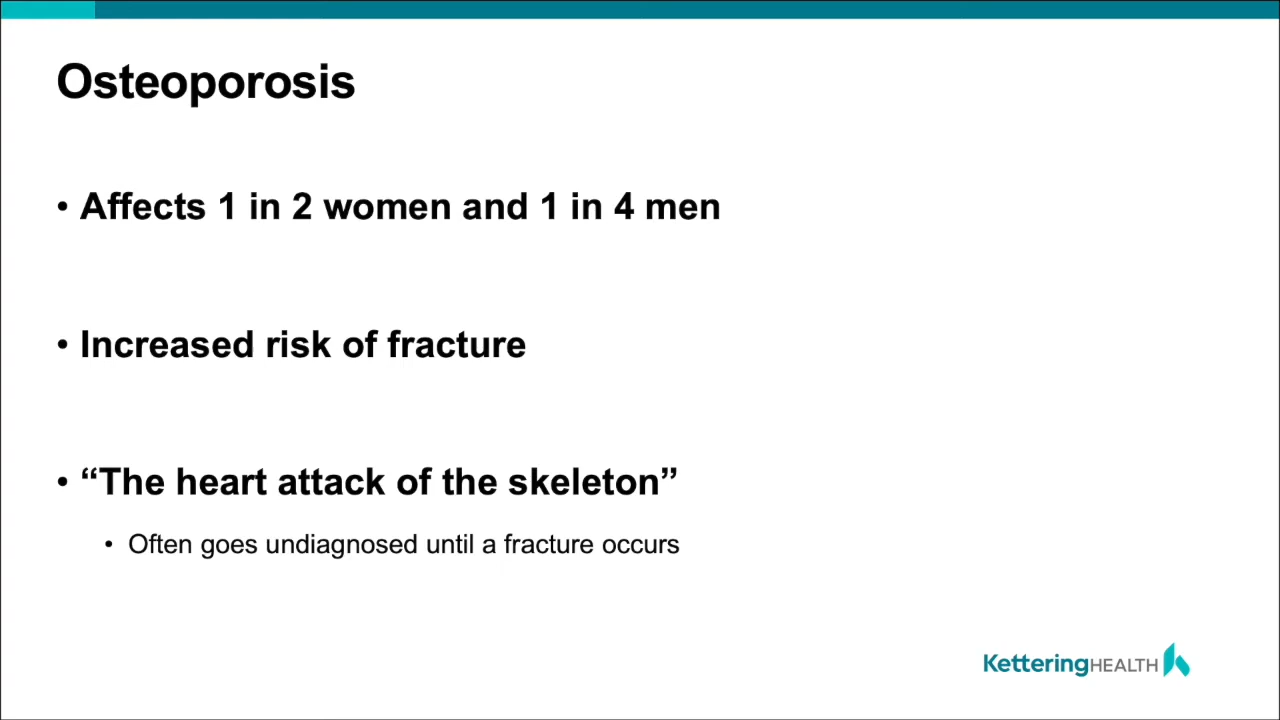 Osteoporosis
• Affects 1 in 2 women and 1 in 4 men
• Increased risk of fracture
• “The heart attack of the skeleton”
• Often goes undiagnosed until a fracture occurs
KetteringHEALTH